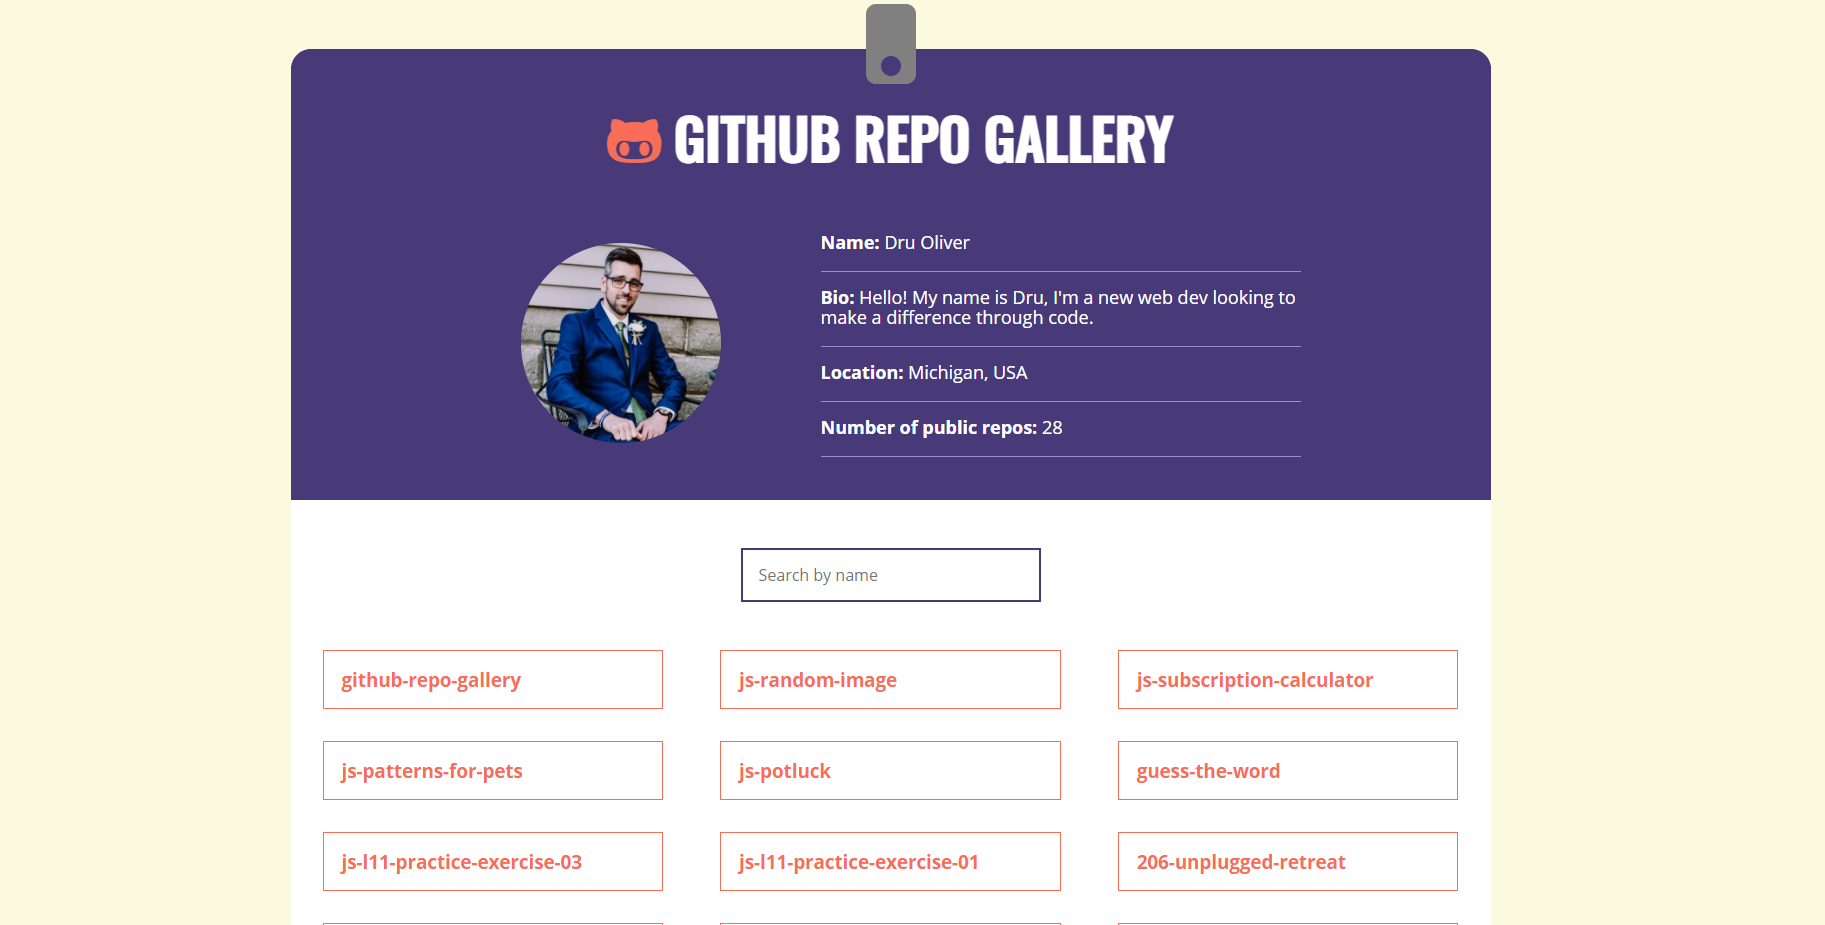 GITHUB REPO GALLERY
Name: Dru Oliver
Bio: Hello! My name is Dru, I'm a new web dev looking to
make a difference through code.
Location: Michigan, USA
Number of public repos: 28
Search by name
github-repo-gallery
js-random-image
js-subscription-calculator
js-patterns-for-pets
js-potluck
guess-the-word
js-l11-practice-exercise-03
js-l11-practice-exercise-01
206-unplugged-retreat